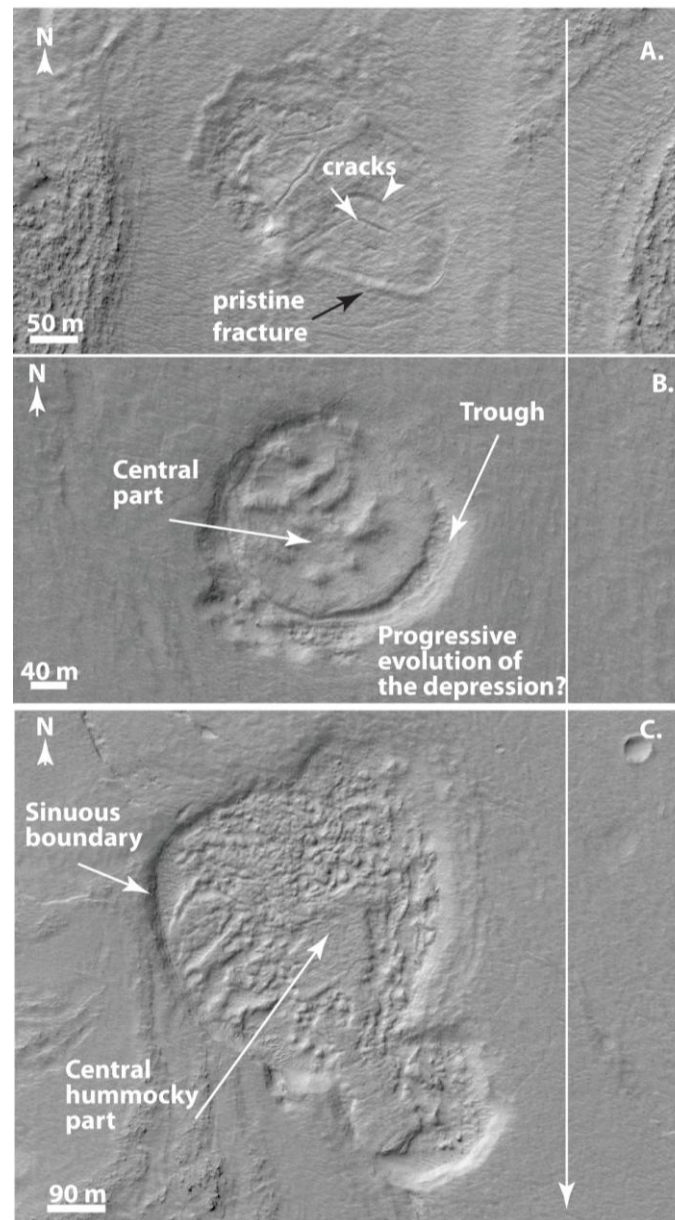 N
A.
cracks
pristine
fracture
50 m
N
B.
Trough
Central
part
Progressive
evolution of
the depression?
40 m
N
C.
Sinuous
boundary
Central
hummocky
part
90 m